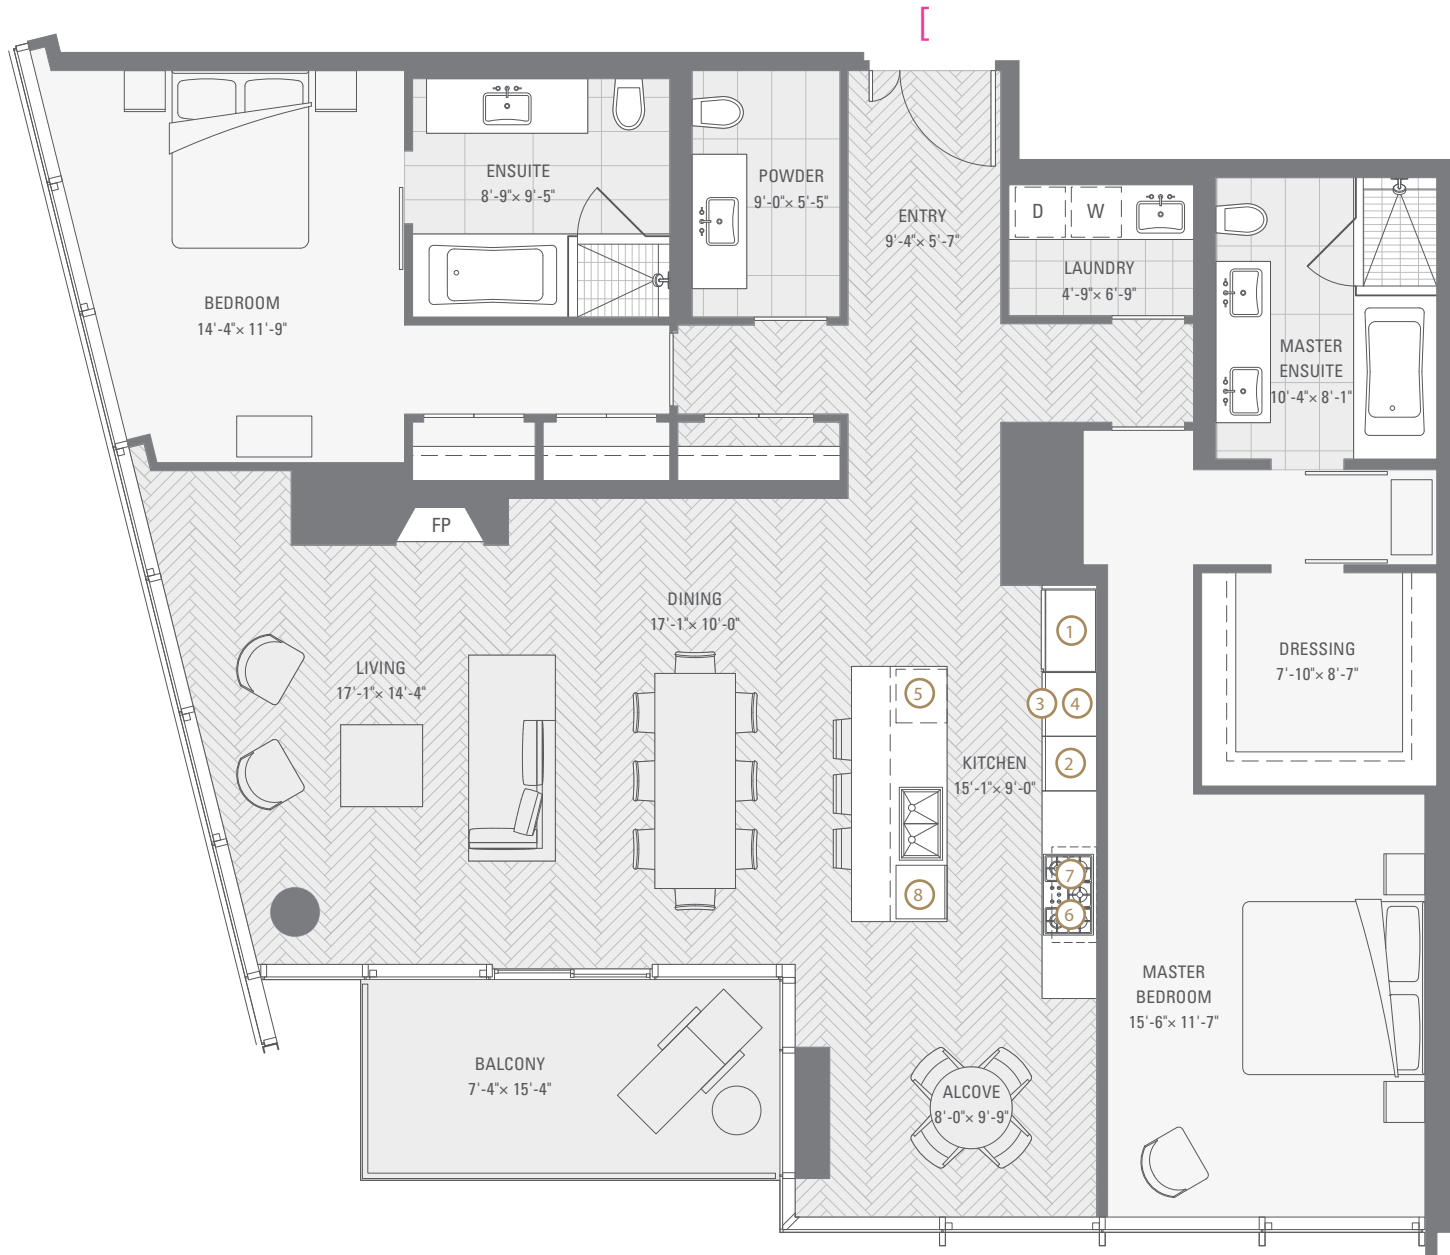 [
ENSUITE
8'-9"× 9'-5"
POWDER
9'-0"× 5'-5"
ENTRY
9'-4"× 5'-7"
D
W
LAUNDRY
4'-9"× 6'-9"
BEDROOM
14'-4"× 11'-9"
MASTER
ENSUITE
10'-4"× 8'-1"
FP
DINING
17'-1"× 10'-0"
LIVING
17'-1"× 14'-4"
1
5
3
4
2
KITCHEN
15'-1"× 9'-0"
7
8
6
DRESSING
7'-10"× 8'-7"
MASTER
BEDROOM
15'-6"× 11'-7"
BALCONY
7'-4"× 15'-4"
ALCOVE
8'-0"× 9'-9"